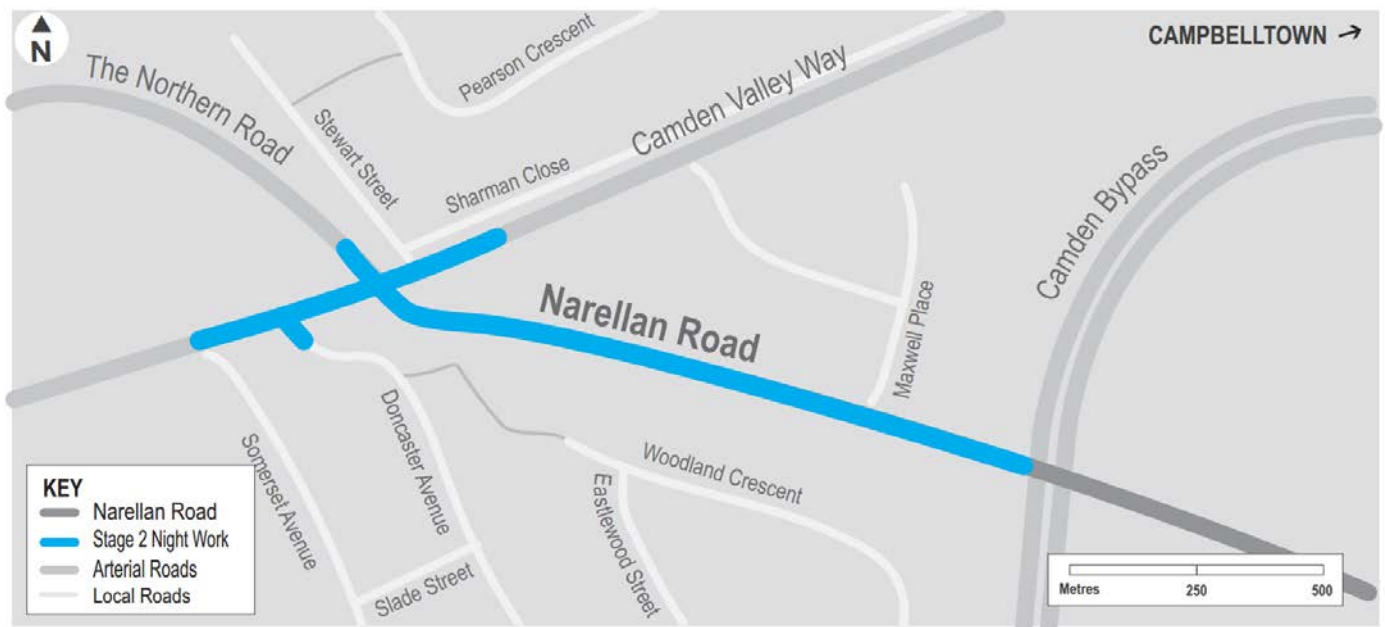 N
CAMPBELLTOWN →
The Northern Road
Pearson Crescent
Camden Valley Way
Stewart Street
Sharman Close
Camden Bypass
Narellan Road
Maxwell Place
Doncaster Avenue
Somerset Avenue
Woodland Crescent
Eastlewood Street
Slade Street
KEY
Narellan Road
Stage 2 Night Work
Arterial Roads
Local Roads
Metres 250 500